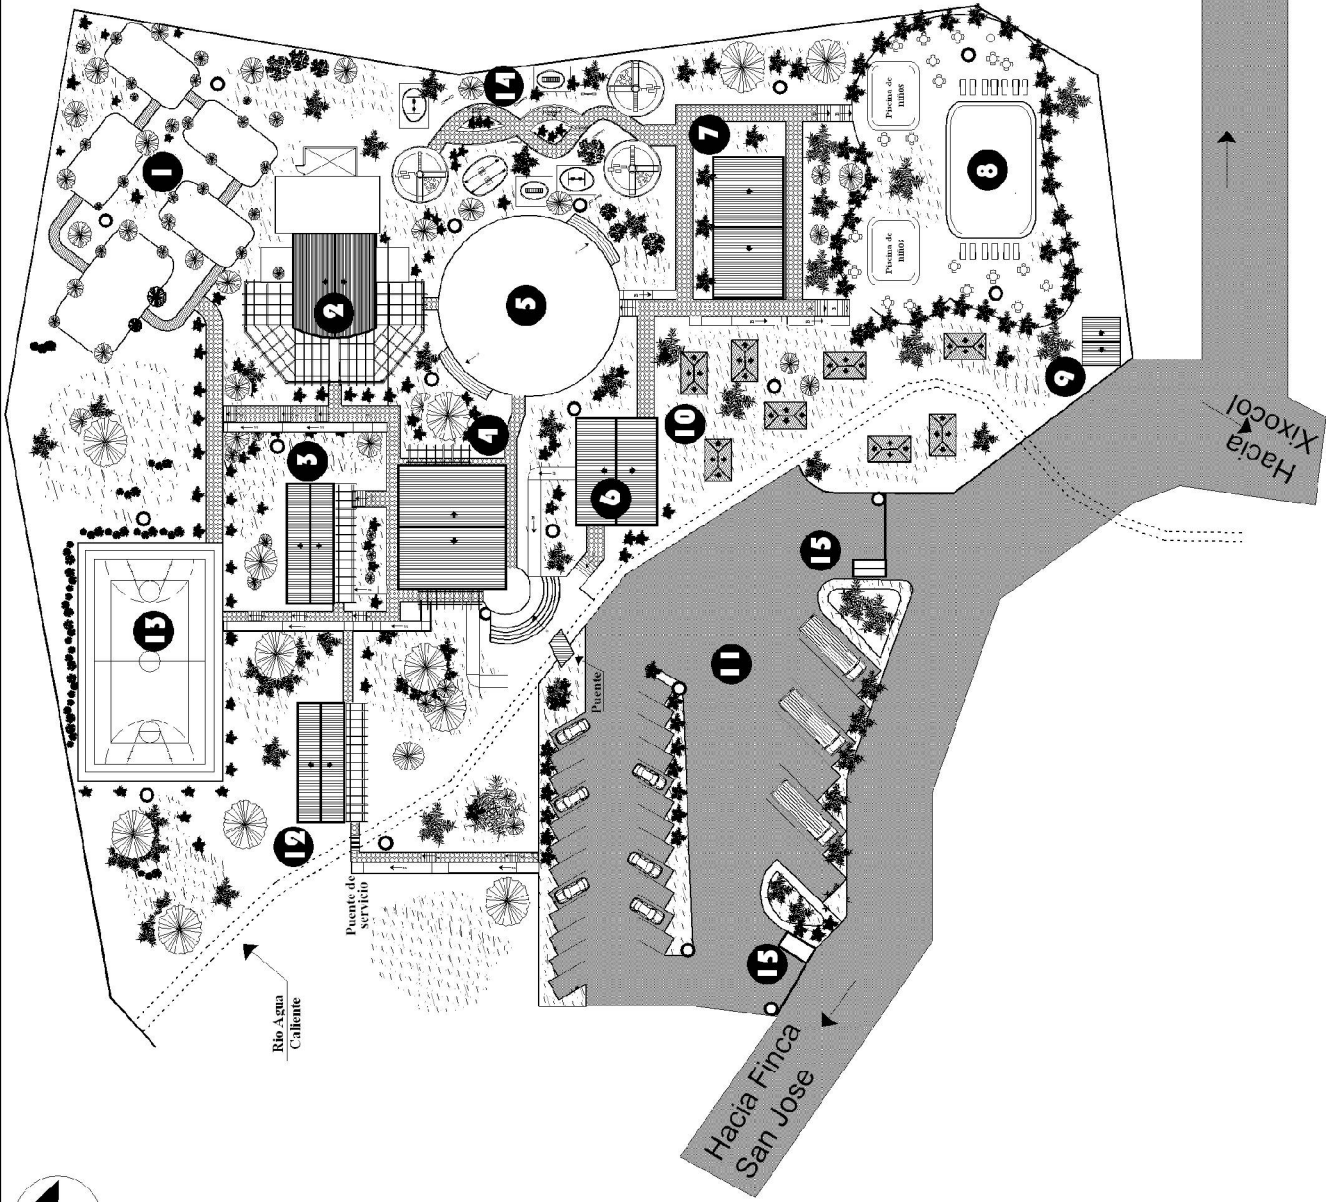 14
Piscina de
niños
7
8
1
2
5
Piscina de
niños
9
Hacia
Xixocol
4
10
3
6
13
15
11
Puente
12
Puente de
servicio
15
Rio Agua
Caliente
Hacia Finca
San Jose